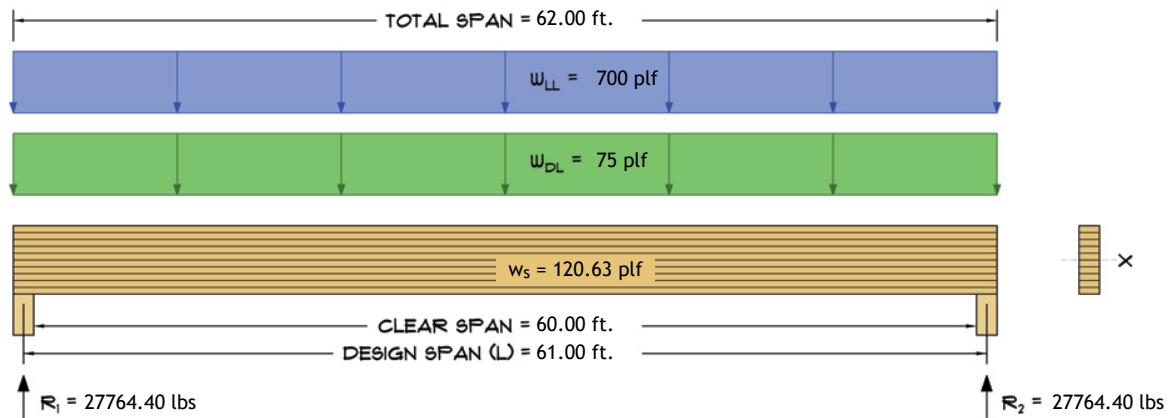 TOTAL SPAN = 62.00 ft.
wLL = 700 plf
wDL = 75 plf
ws = 120.63 plf
X
CLEAR SPAN = 60.00 ft.
DESIGN SPAN (L) = 61.00 ft.
R1 = 27764.40 lbs
R2 = 27764.40 lbs